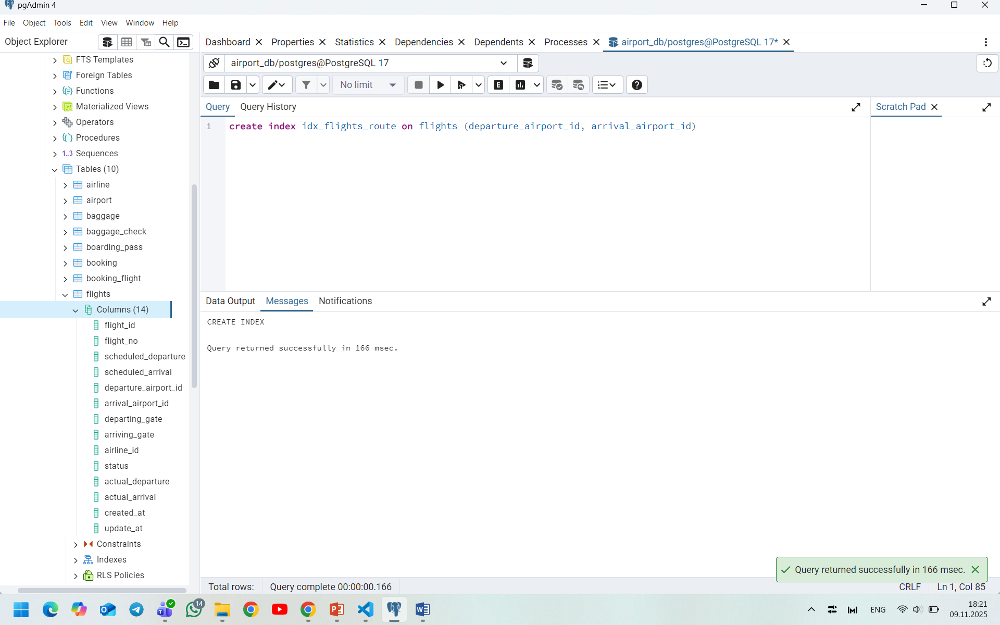 pgAdmin 4
File Object Tools Edit View Window Help
Object Explorer
Dashboard Properties Statistics Dependencies Dependents Processes airport_db/postgres@PostgreSQL 17*
airport_db/postgres@PostgreSQL 17
No limit
E
Query Query History
Scratch Pad
1 create index idx_flights_route on flights (departure_airport_id, arrival_airport_id)
FTS Templates
Foreign Tables
Functions
Materialized Views
Operators
Procedures
1..3 Sequences
Tables (10)
airline
airport
baggage
baggage_check
boarding_pass
booking
booking_flight
flights
Columns (14)
flight_id
flight_no
scheduled_departure
scheduled_arrival
departure_airport_id
arrival_airport_id
departing_gate
arriving_gate
airline_id
status
actual_departure
actual_arrival
created_at
update_at
Constraints
Indexes
RLS Policies
Data Output Messages Notifications
CREATE INDEX
Query returned successfully in 166 msec.
Query returned successfully in 166 msec.
Total rows: Query complete 00:00:00.166
CRLF Ln 1, Col 85
14
ENG
18:21
09.11.2025